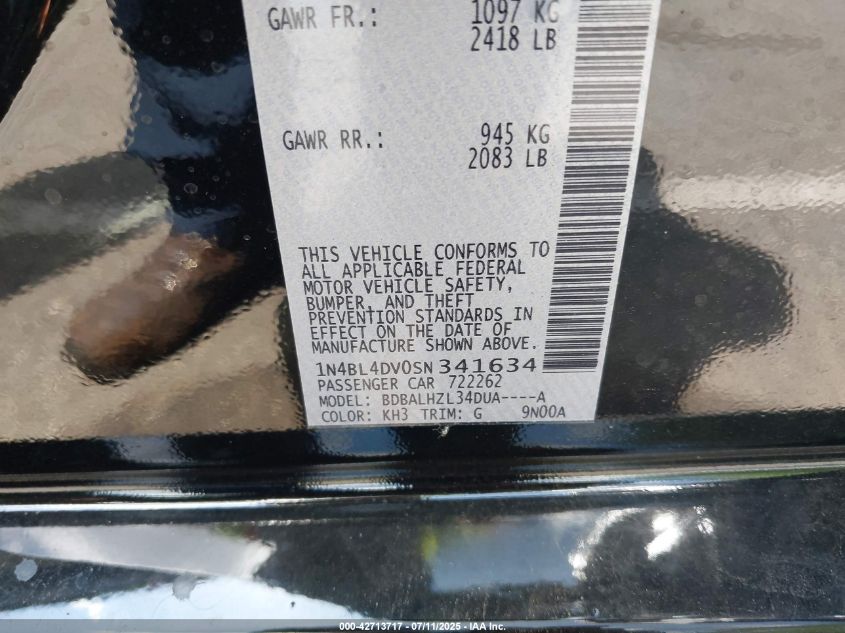 GAWR FR.: 1097 KG
2418 LB
GAWR RR.: 945 KG
2083 LB
THIS VEHICLE CONFORMS TO
ALL APPLICABLE FEDERAL
MOTOR VEHICLE SAFETY,
BUMPER, AND THEFT
PREVENTION STANDARDS IN
EFFECT ON THE DATE OF
MANUFACTURE SHOWN ABOVE.
1N4BL4DV0SN341634
PASSENGER CAR 722262
MODEL: BDBALHZL34DUA----A
COLOR: KH3 TRIM: G 9N00A
000-42713717 - 07/11/2025 - IAA Inc.